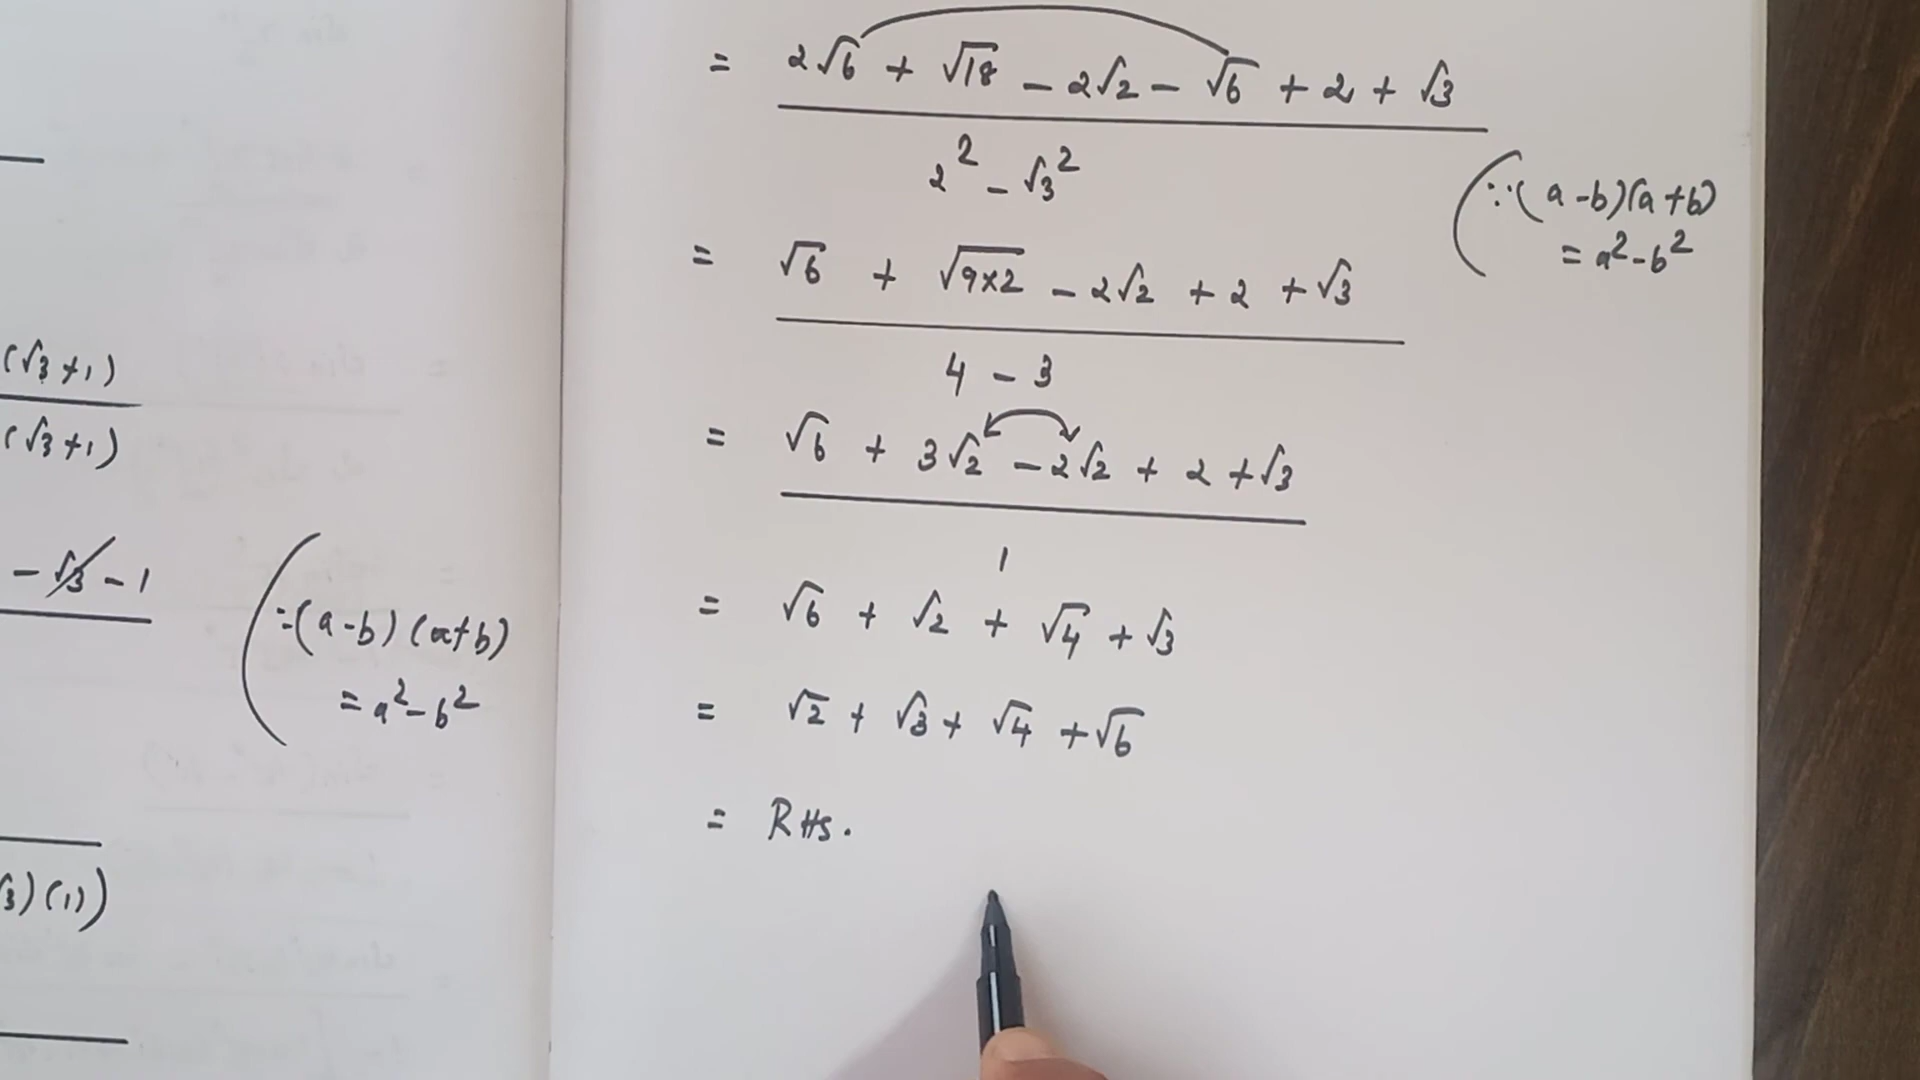 (√3+1)
(√3+1)
- √3 - 1
∵(a-b)(a+b)
= a² - b²
√3)(1))
= 2√6 + √18 - 2√2 - √6 + 2 + √3
2² - √3²
(∵(a-b)(a+b)
= a² - b²
= √6 + √9×2 - 2√2 + 2 + √3
4 - 3
= √6 + 3√2 - 2√2 + 2 + √3
1
= √6 + √2 + √4 + √3
= √2 + √3 + √4 + √6
= RHS.